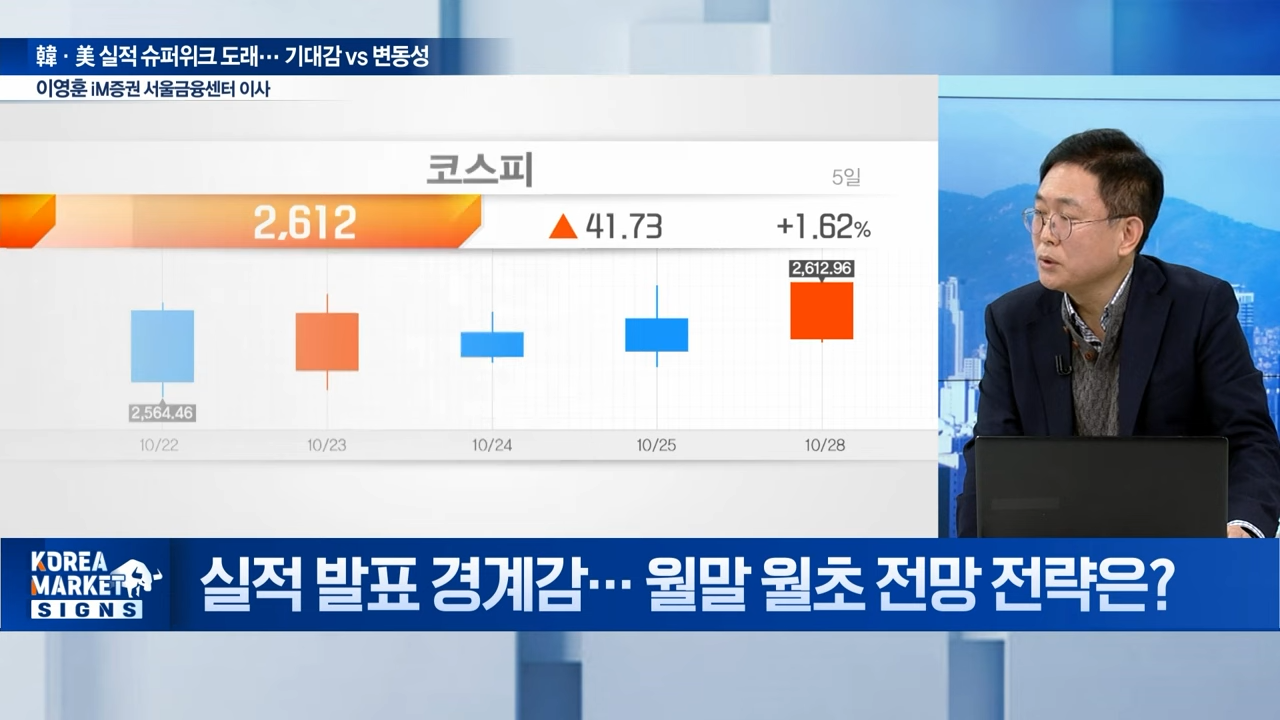 韓·美 실적 슈퍼위크 도래… 기대감 vs 변동성
이영훈 iM증권 서울금융센터 이사
코스피
5일
2,612 ▲ 41.73 +1.62%
2,612.96
2,564.46
10/22 10/23 10/24 10/25 10/28
KOREA
MARKET
SIGNS
실적 발표 경계감… 월말 월초 전망 전략은?